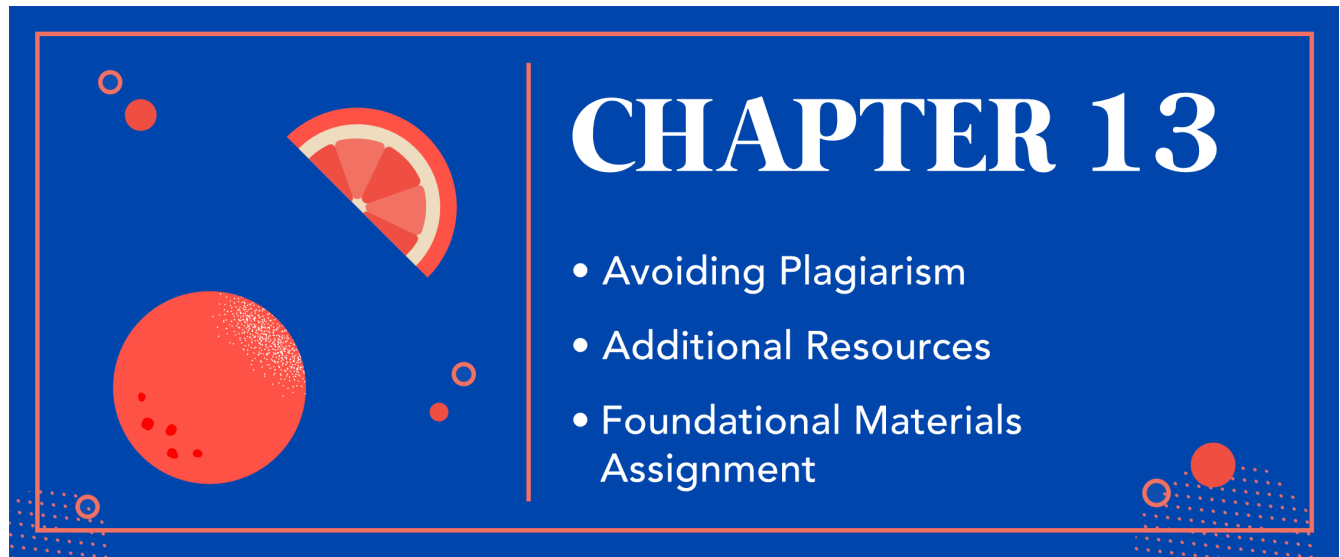 CHAPTER 13
• Avoiding Plagiarism
• Additional Resources
• Foundational Materials
Assignment